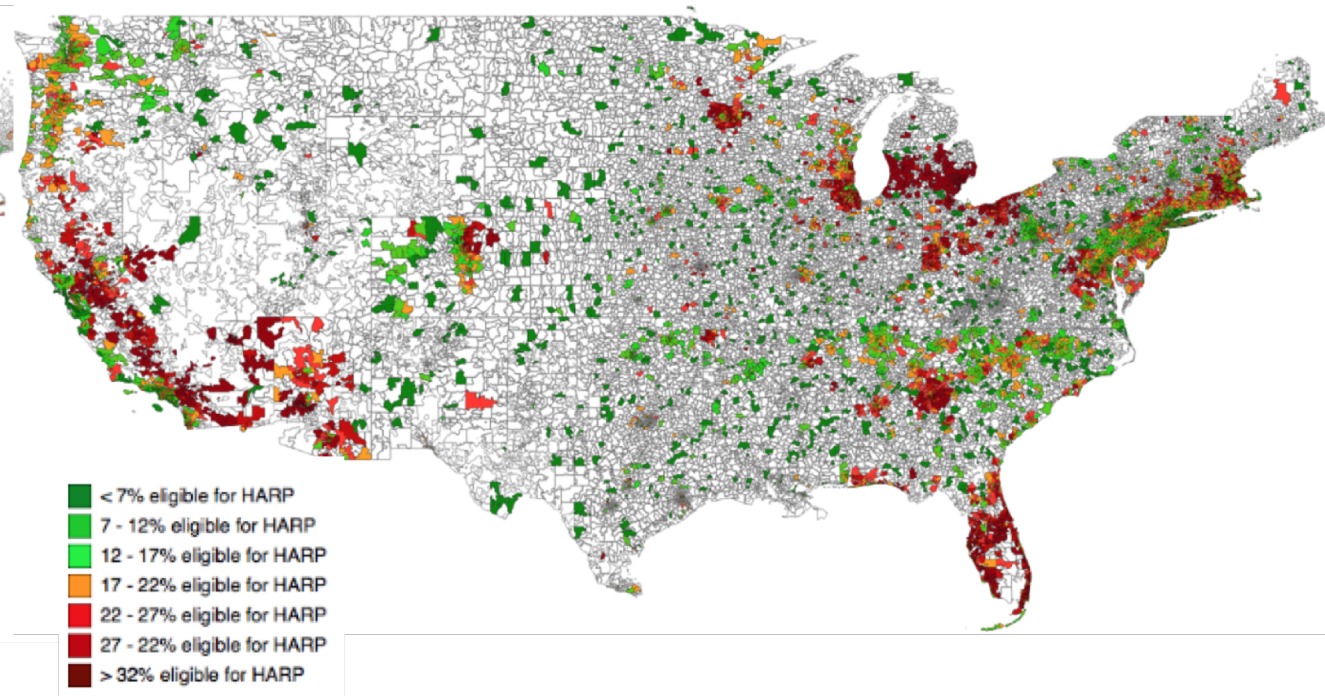 < 7% eligible for HARP
7 - 12% eligible for HARP
12 - 17% eligible for HARP
17 - 22% eligible for HARP
22 - 27% eligible for HARP
27 - 22% eligible for HARP
> 32% eligible for HARP